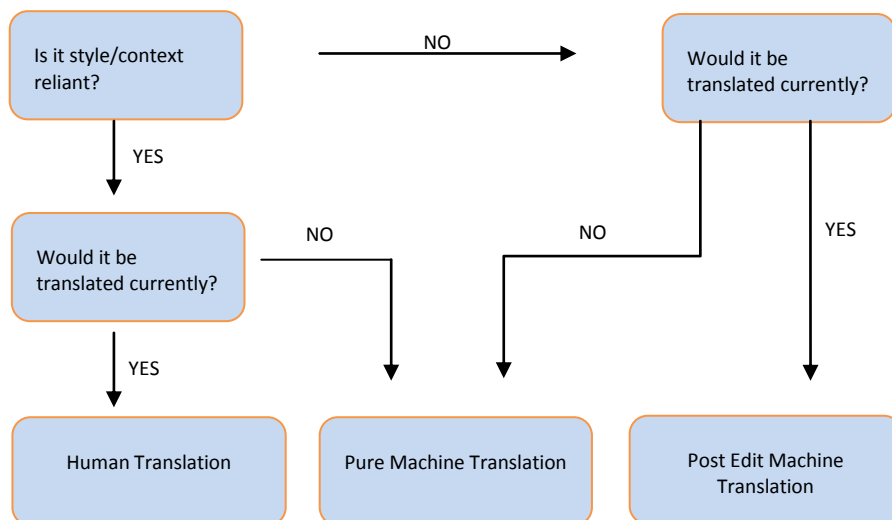 Is it style/context
reliant?
NO
Would it be
translated currently?
YES
Would it be
translated currently?
NO
NO
YES
YES
Human Translation
Pure Machine Translation
Post Edit Machine
Translation